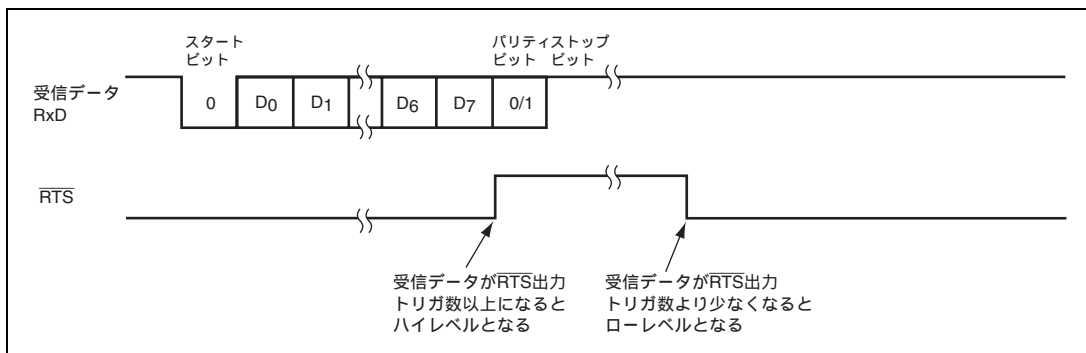 スタート
ビット
パリティ ストップ
ビット ビット
受信データ
RxD
0 D0 D1 D6 D7 0/1
RTS
受信データがRTS出力
トリガ数以上になると
ハイレベルとなる
受信データがRTS出力
トリガ数より少なくなると
ローレベルとなる